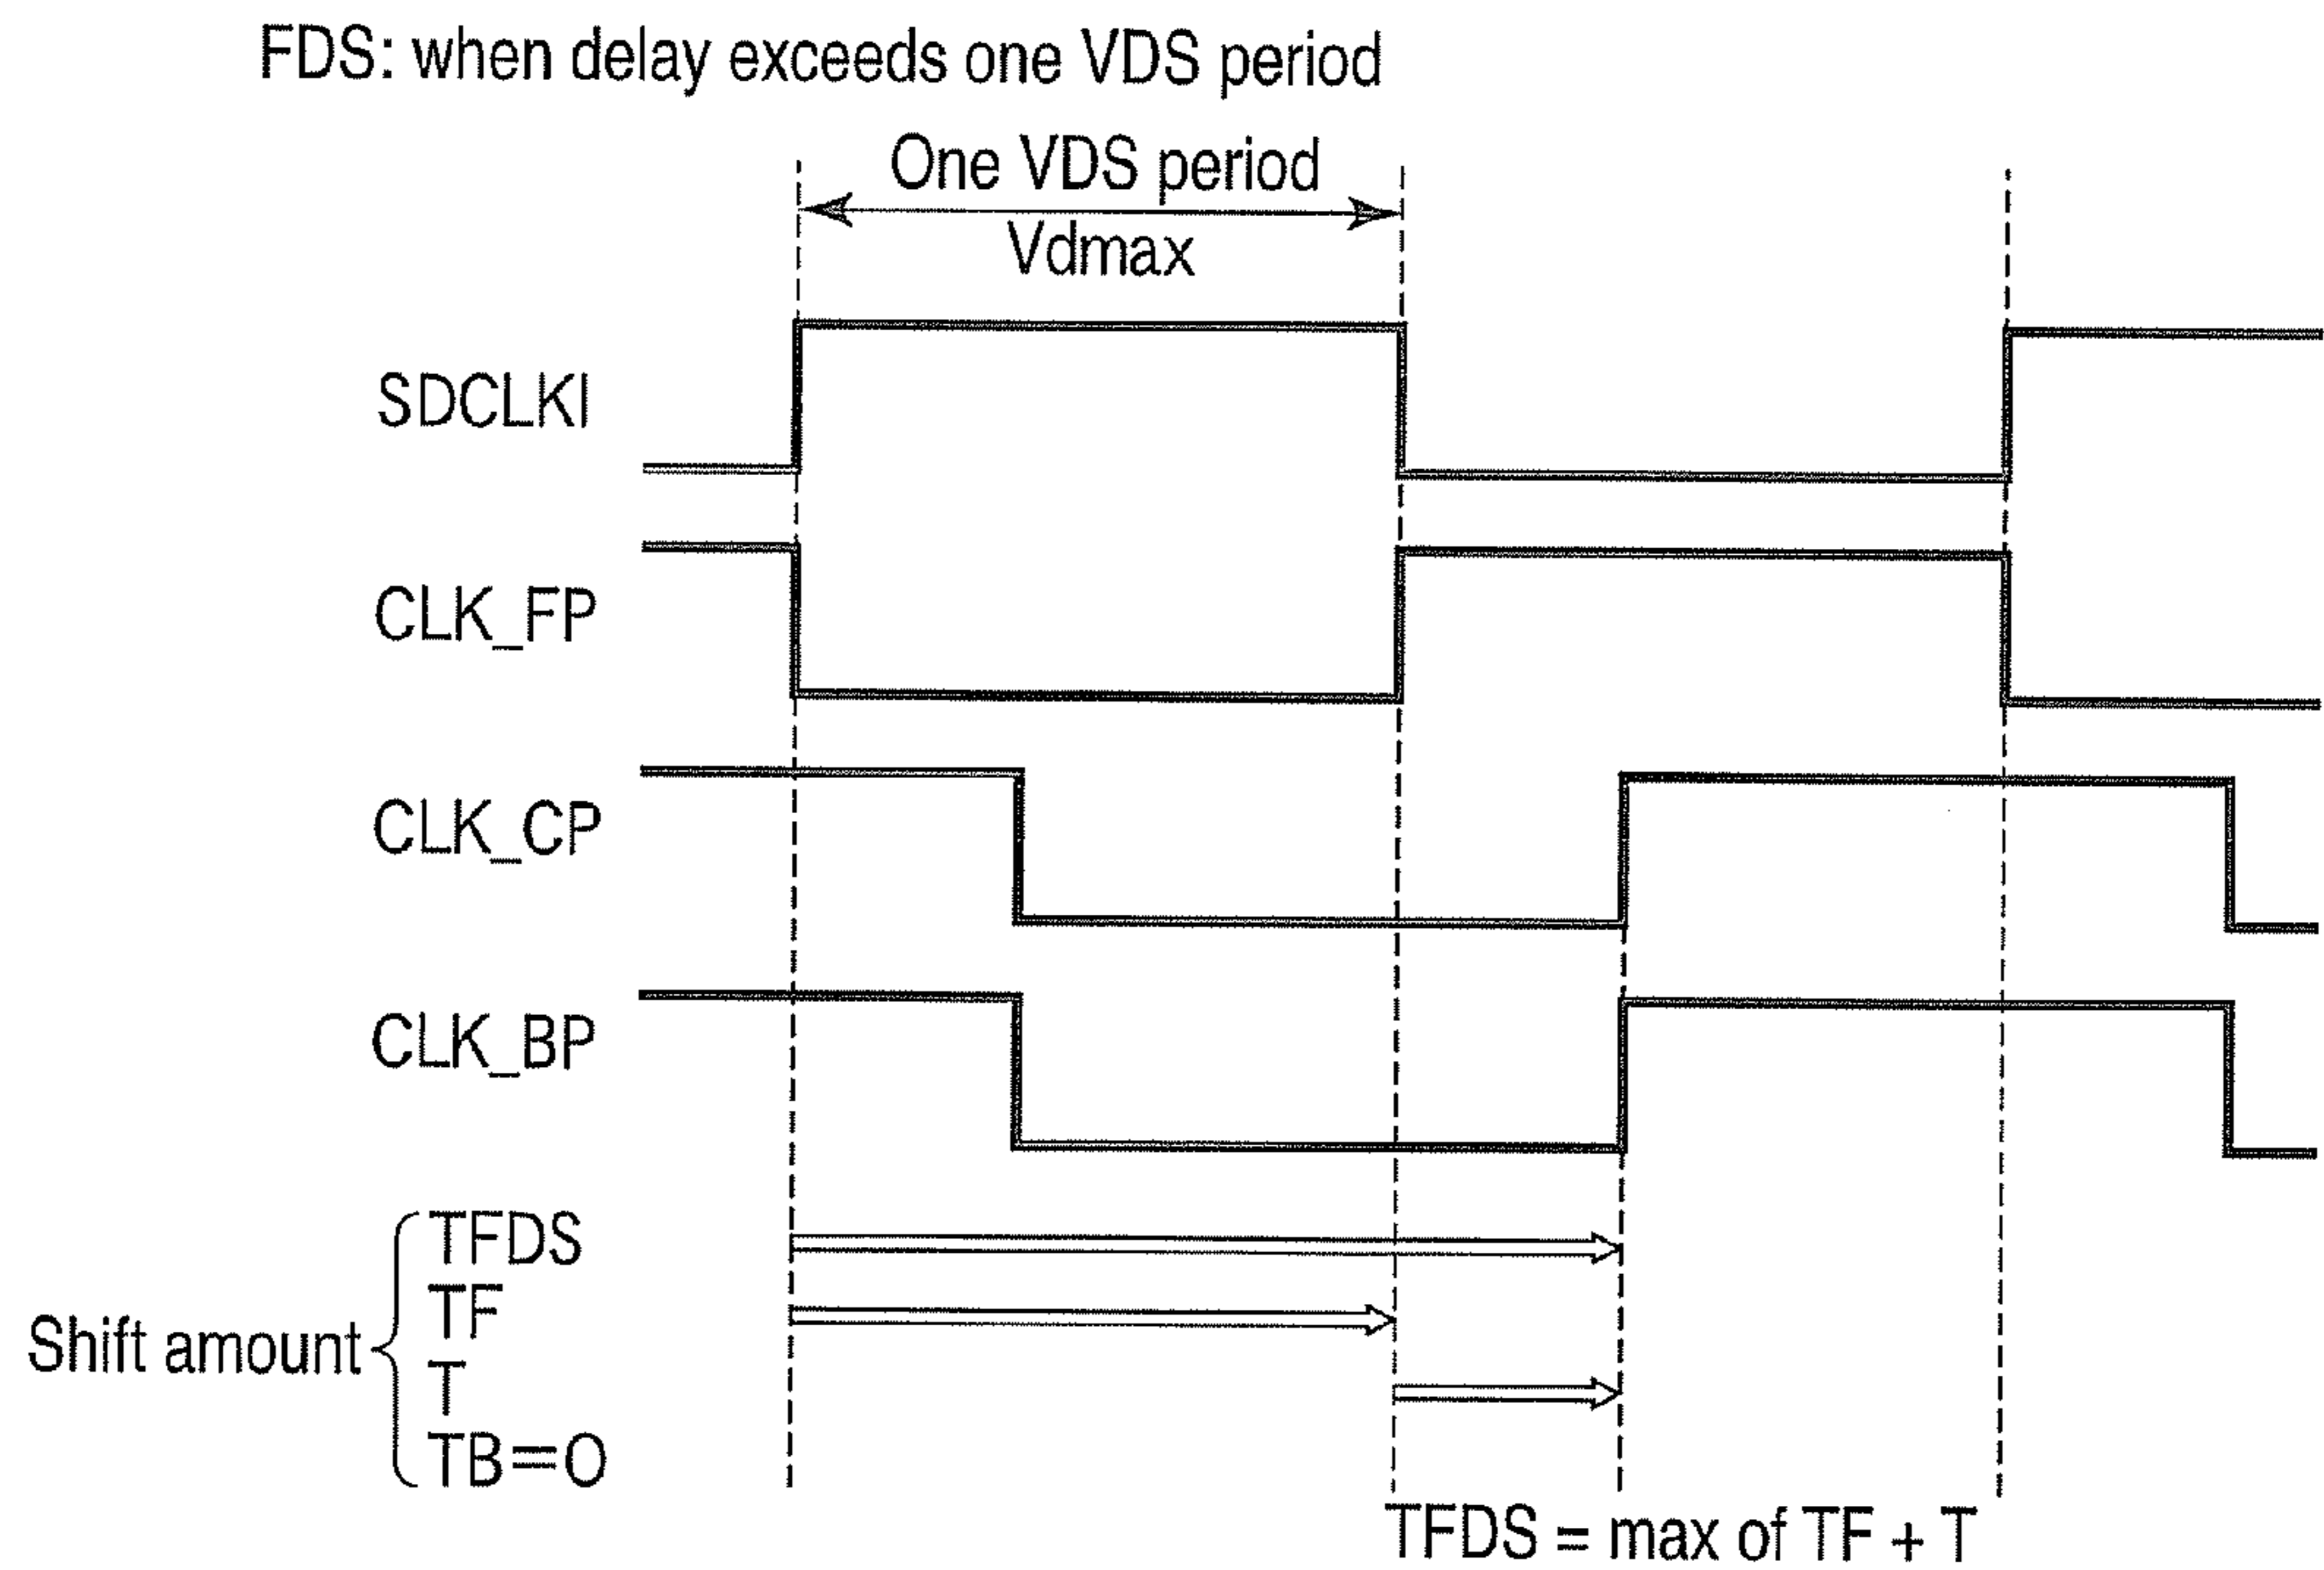 FDS: when delay exceeds one VDS period
One VDS period
Vdmax
SDCLKI
CLK_FP
CLK_CP
CLK_BP
Shift amount
TFDS
TF
T
TB=O
TFDS = max of TF + T